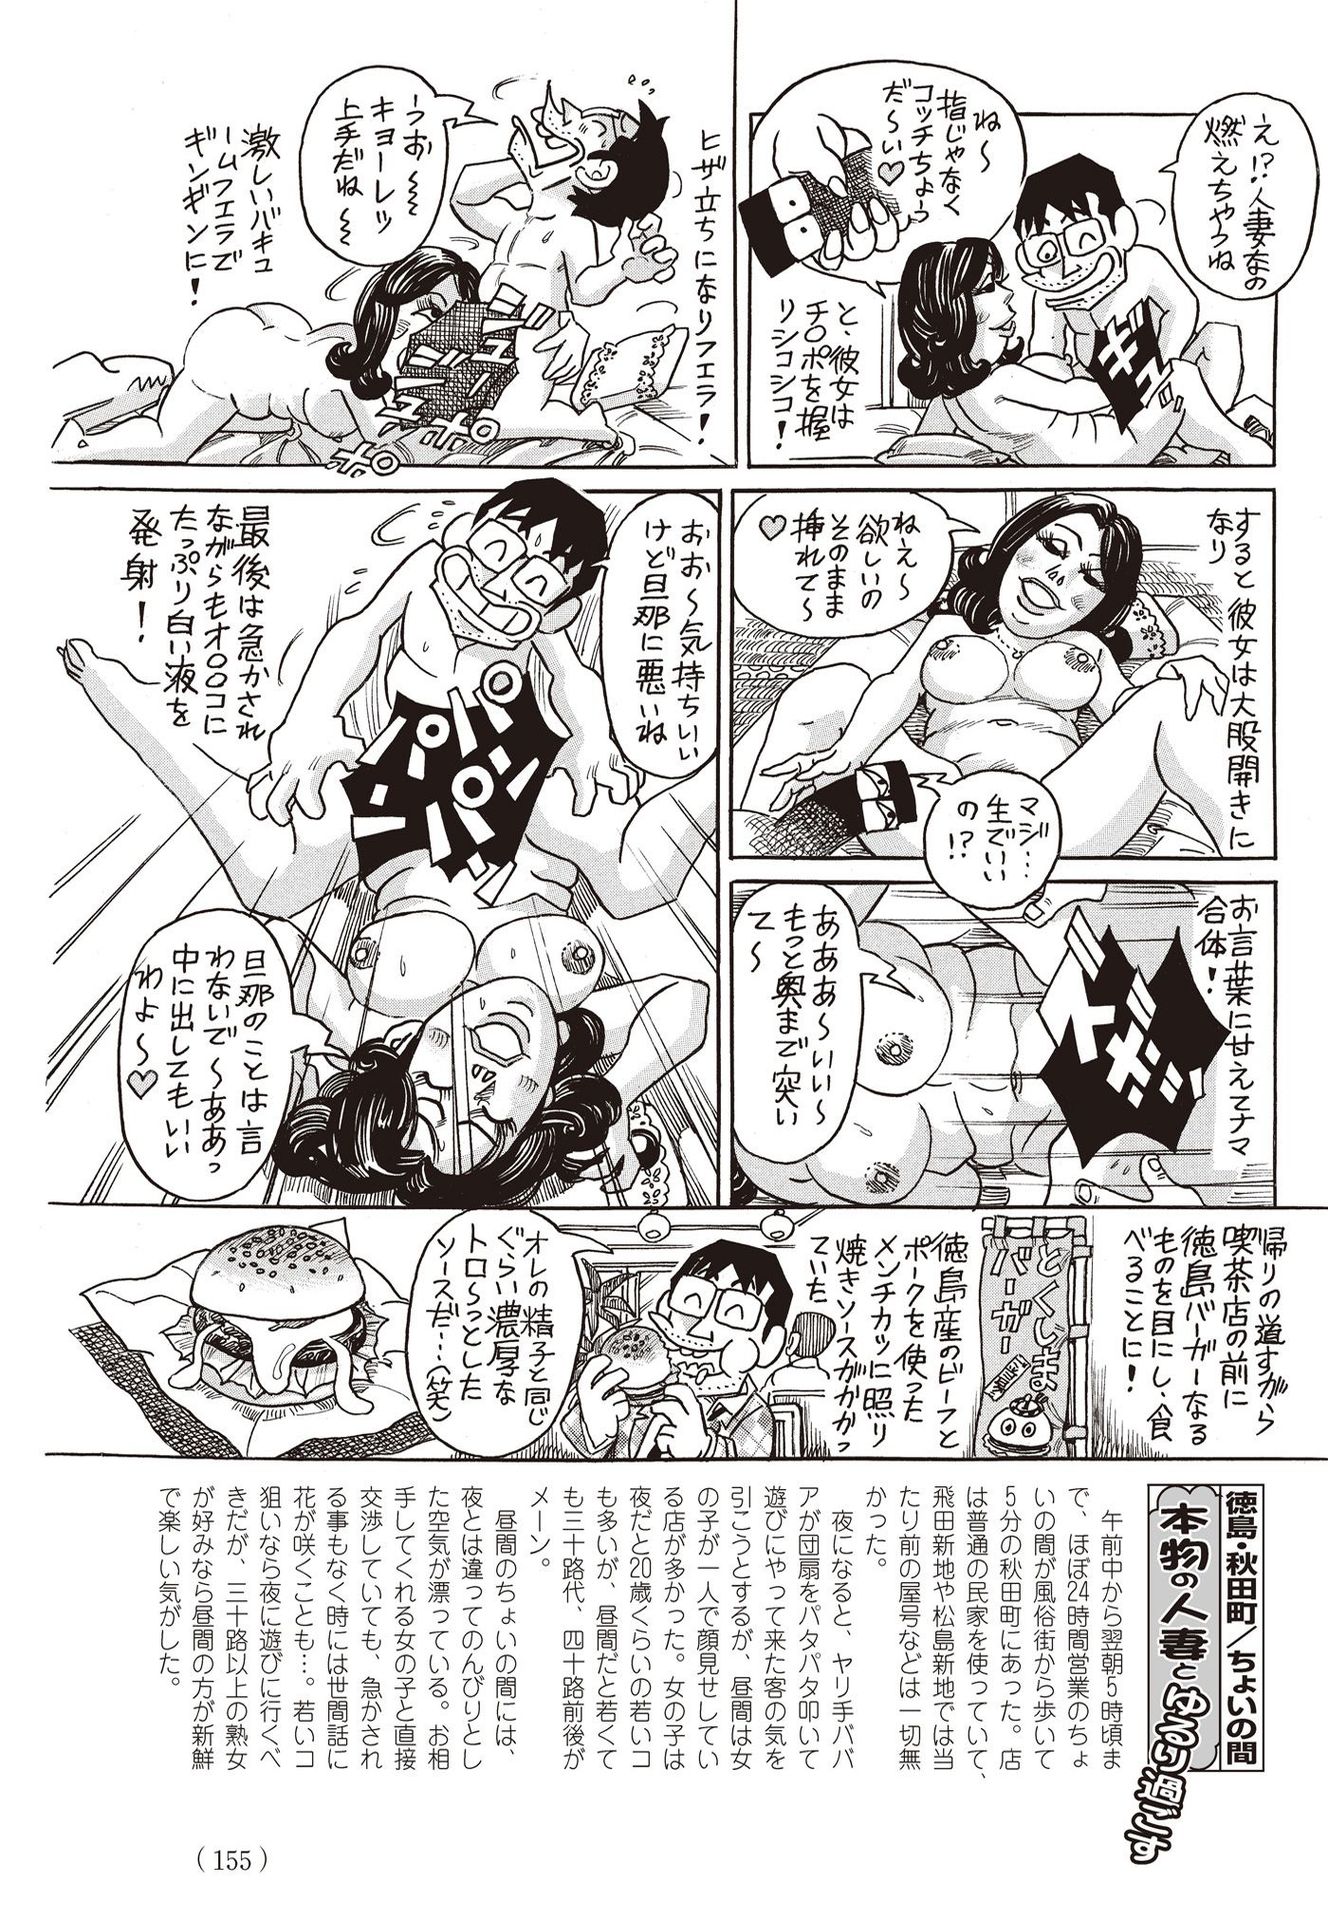 え!?人妻なの
燃えちゃうね
ね〜
指じゃなく
コッチちょ〜
だ〜い♡
と、彼女は
チ〇ポを握
りシコシコ!
ギュッ
ヒザ立ちになりフェラ!
〜うお〜
キョーレッ
上手だね
〜
激しいバキュ
ームフェラで
ギンギンに!
すると彼女は大股開きに
なり
ねえ〜
欲しいの
そのまま
挿れて〜
♡
マジ…
生でいい
の!?
お言葉に甘えてナマ
合体!
ズボッ
あああ〜いい〜
もっと奥まで突い
て〜
おお〜気持ちいい
けど旦那に悪いね
パンパンパン
最後は急かされ
ながらもオ〇〇コに
たっぷり白い液を
発射!
旦那のことは言
わないで〜ああっ
中に出してもいい
わよ〜♡
帰りの道すがら
喫茶店の前に
徳島バーガーなる
ものを目にし、食
べることに!
とくしま
バーガー
徳島産のビーフと
ポークを使った
メンチカツに照り
焼きソースがかかっ
ていた
オレの精子と同じ
ぐらい濃厚な
トロ〜っとした
ソースだ…(笑)
徳島・秋田町/ちょいの間
本物の人妻とゆるり過ごす
午前中から翌朝5時頃ま
で、ほぼ24時間営業のちょ
いの間が風俗街から歩いて
5分の秋田町にあった。店
は普通の民家を使っていて、
飛田新地や松島新地では当
たり前の屋号などは一切無
かった。
夜になると、ヤリ手ババ
アが団扇をパタパタ叩いて
遊びにやって来た客の気を
引こうとするが、昼間は女
の子が一人で顔見せしてい
る店が多かった。女の子は
夜だと20歳くらいの若いコ
も多いが、昼間だと若くて
も三十路代、四十路前後が
メーン。
昼間のちょいの間には、
夜とは違ってのんびりとし
た空気が漂っている。お相
手してくれる女の子と直接
交渉していても、急かされ
る事もなく時には世間話に
花が咲くことも…。若いコ
狙いなら夜に遊びに行くべ
きだが、三十路以上の熟女
が好みなら昼間の方が新鮮
で楽しい気がした。
(155)